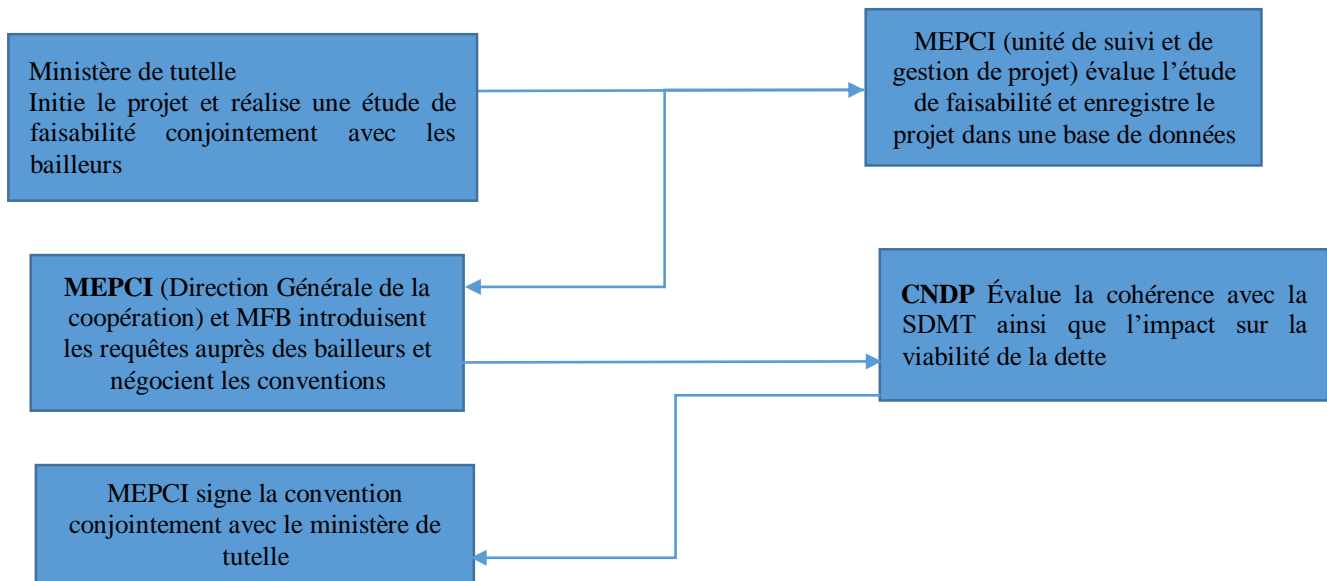 Ministère de tutelle
Initie le projet et réalise une étude de
faisabilité conjointement avec les
bailleurs
MEPCI (unité de suivi et de
gestion de projet) évalue l’étude
de faisabilité et enregistre le
projet dans une base de données
MEPCI (Direction Générale de la
coopération) et MFB introduisent
les requêtes auprès des bailleurs et
négocient les conventions
CNDP Évalue la cohérence avec la
SDMT ainsi que l’impact sur la
viabilité de la dette
MEPCI signe la convention
conjointement avec le ministère de
tutelle